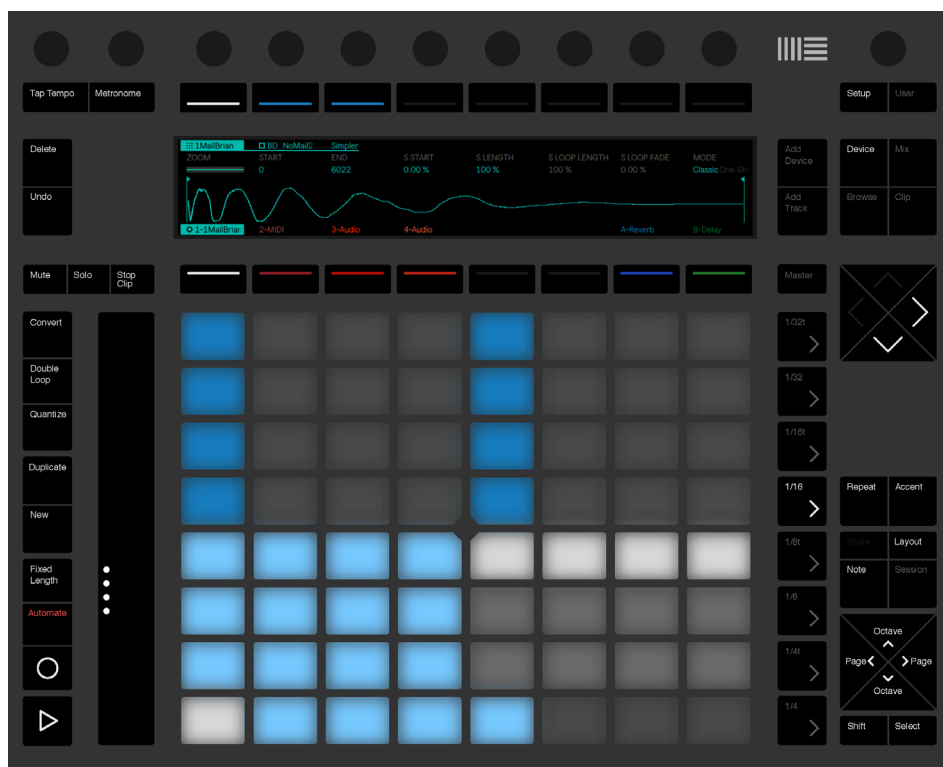 Tap Tempo Metronome Setup User
Delete
1MailBrian BD_NoMail2 Simpler
Add Device
Device Mix
ZOOM START END S START S LENGTH S LOOP LENGTH S LOOP FADE MODE
0 6022 0.00 % 100 % 100 % 0.00 % Classic One-Sho
Undo
Add Track
Browse Clip
1-1MailBriar 2-MIDI 3-Audio 4-Audio A-Reverb B-Delay
Mute Solo Stop Clip Master
Convert 1/32t
Double Loop 1/32
Quantize 1/16t
Duplicate
1/16 Repeat Accent
New
1/8t Scale Layout
Fixed Length
Note Session
1/8
Automate
Octave
1/4t Page Page
Octave
1/4
Shift Select